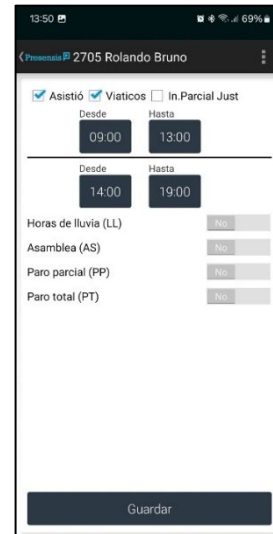 13:50 69%
Presensis 2705 Rolando Bruno
Asistió Viaticos In.Parcial Just
Desde Hasta
09:00 13:00
Desde Hasta
14:00 19:00
Horas de lluvia (LL) No
Asamblea (AS) No
Paro parcial (PP) No
Paro total (PT) No
Guardar